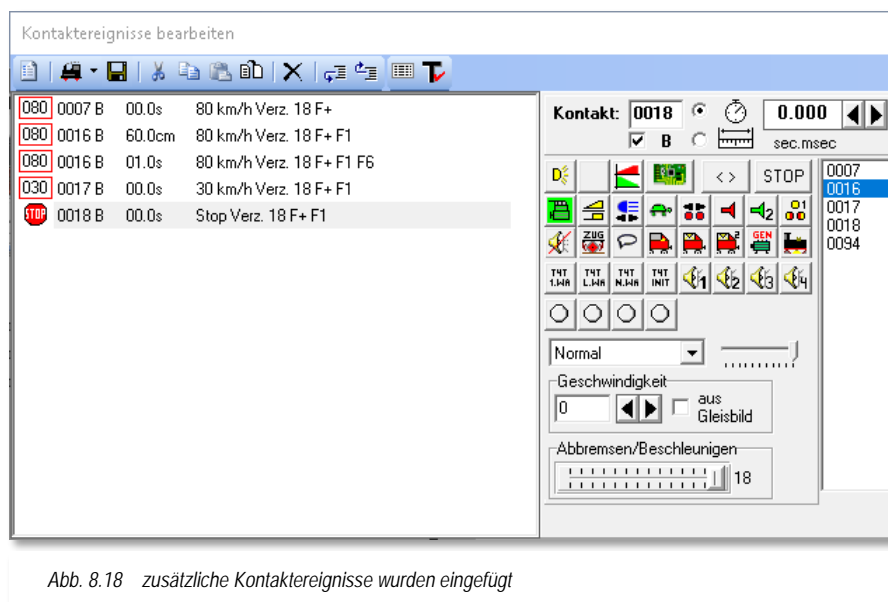 Kontaktereignisse bearbeiten
080 0007 B 00.0s 80 km/h Verz. 18 F+
080 0016 B 60.0cm 80 km/h Verz. 18 F+ F1
080 0016 B 01.0s 80 km/h Verz. 18 F+ F1 F6
030 0017 B 00.0s 30 km/h Verz. 18 F+ F1
STOP 0018 B 00.0s Stop Verz. 18 F+ F1
Kontakt: 0018 0.000
B sec.msec
D < > STOP
2 01
ZUG 2 GEN
T4T 1.WA T4T L.WA T4T N.WA T4T INIT 1 2 3 4
0007
0016
0017
0018
0094
Normal
Geschwindigkeit
0 aus
Gleisbild
Abbremsen/Beschleunigen
18
Abb. 8.18 zusätzliche Kontaktereignisse wurden eingefügt